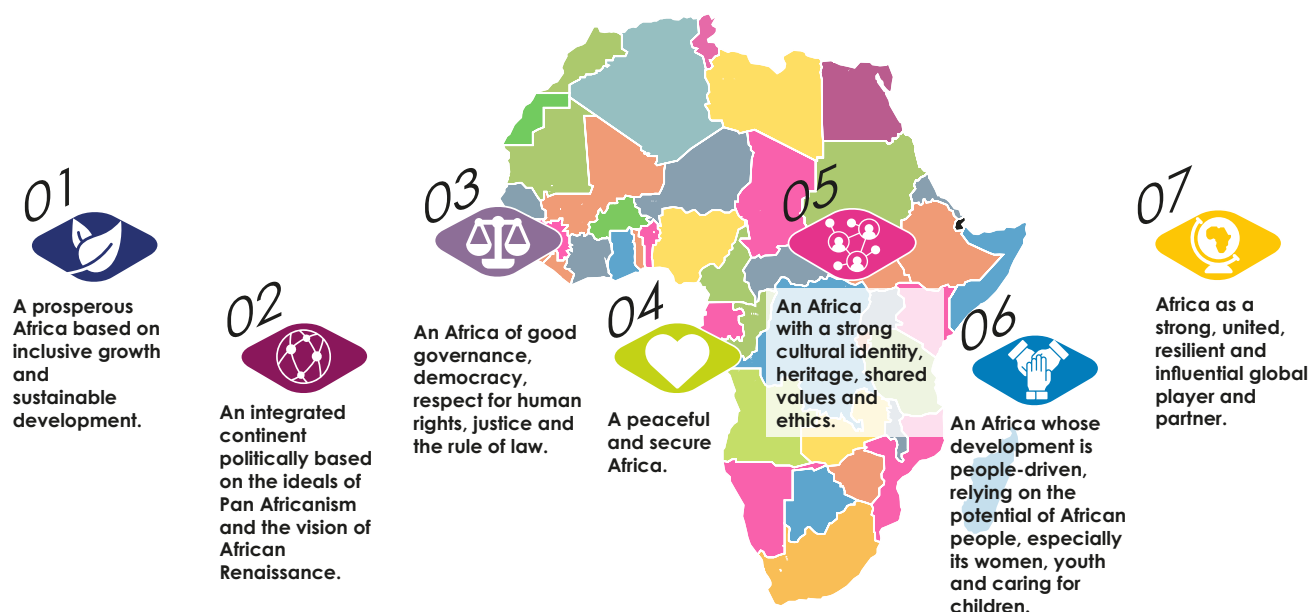 01
A prosperous
Africa based on
inclusive growth
and
sustainable
development.
02
An integrated
continent
politically based
on the ideals of
Pan Africanism
and the vision of
African
Renaissance.
03
An Africa of good
governance,
democracy,
respect for human
rights, justice and
the rule of law.
04
A peaceful
and secure
Africa.
05
An Africa
with a strong
cultural identity,
heritage, shared
values and
ethics.
06
An Africa whose
development is
people-driven,
relying on the
potential of African
people, especially
its women, youth
and caring for
children.
07
Africa as a
strong, united,
resilient and
influential global
player and
partner.